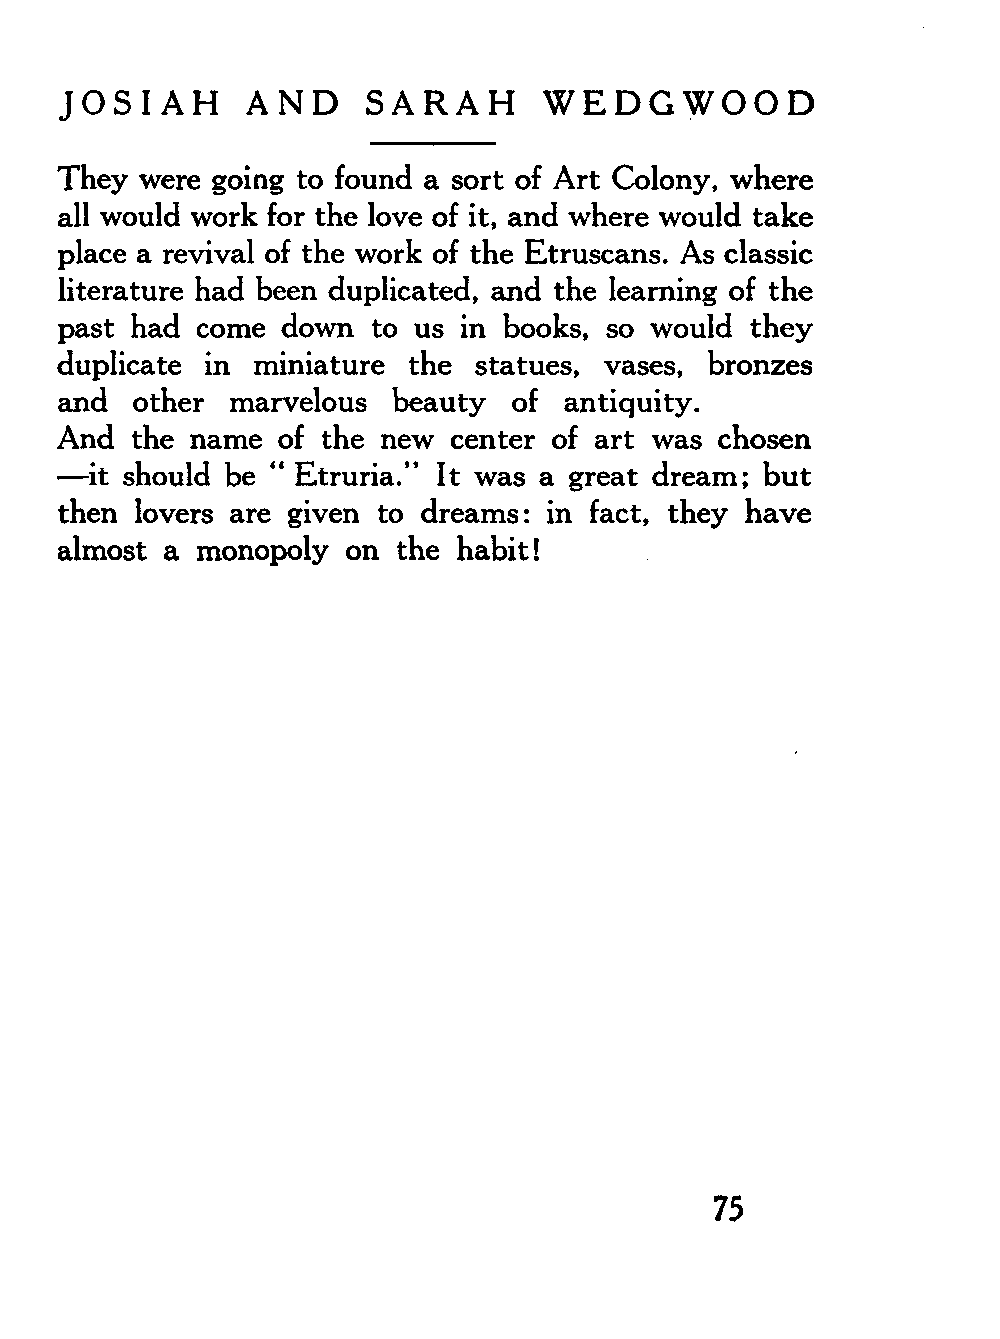 JOSIAH AND SARAH WEDGWOOD
They were going to found a sort of Art Colony, where
all would work for the love of it, and where would take
place a revival of the work of the Etruscans. As classic
literature had been duplicated, and the learning of the
past had come down to us in books, so would they
duplicate in miniature the statues, vases, bronzes
and other marvelous beauty of antiquity.
And the name of the new center of art was chosen
—it should be “ Etruria.” It was a great dream; but
then lovers are given to dreams: in fact, they have
almost a monopoly on the habit!
75